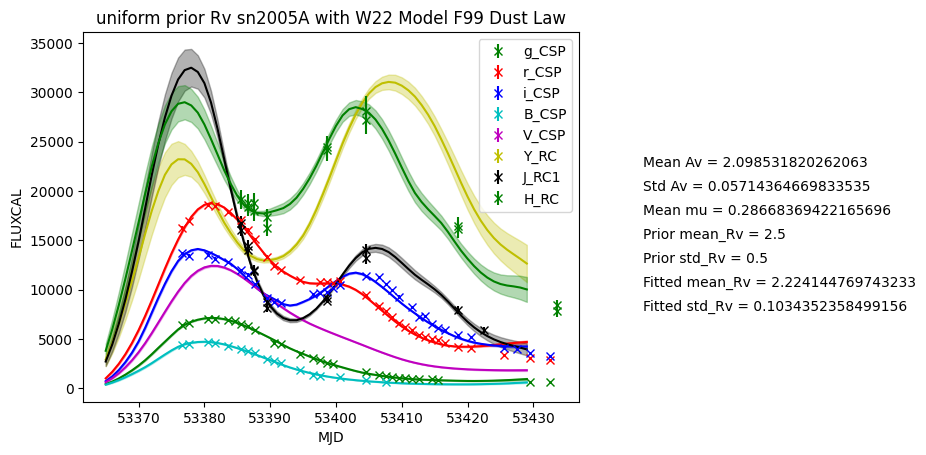 uniform prior Rv sn2005A with W22 Model F99 Dust Law
FLUXCAL
35000
30000
25000
20000
15000
10000
5000
0
53370 53380 53390 53400 53410 53420 53430
MJD
g_CSP
r_CSP
i_CSP
B_CSP
V_CSP
Y_RC
J_RC1
H_RC
Mean Av = 2.098531820262063
Std Av = 0.05714364669833535
Mean mu = 0.28668369422165696
Prior mean_Rv = 2.5
Prior std_Rv = 0.5
Fitted mean_Rv = 2.224144769743233
Fitted std_Rv = 0.1034352358499156